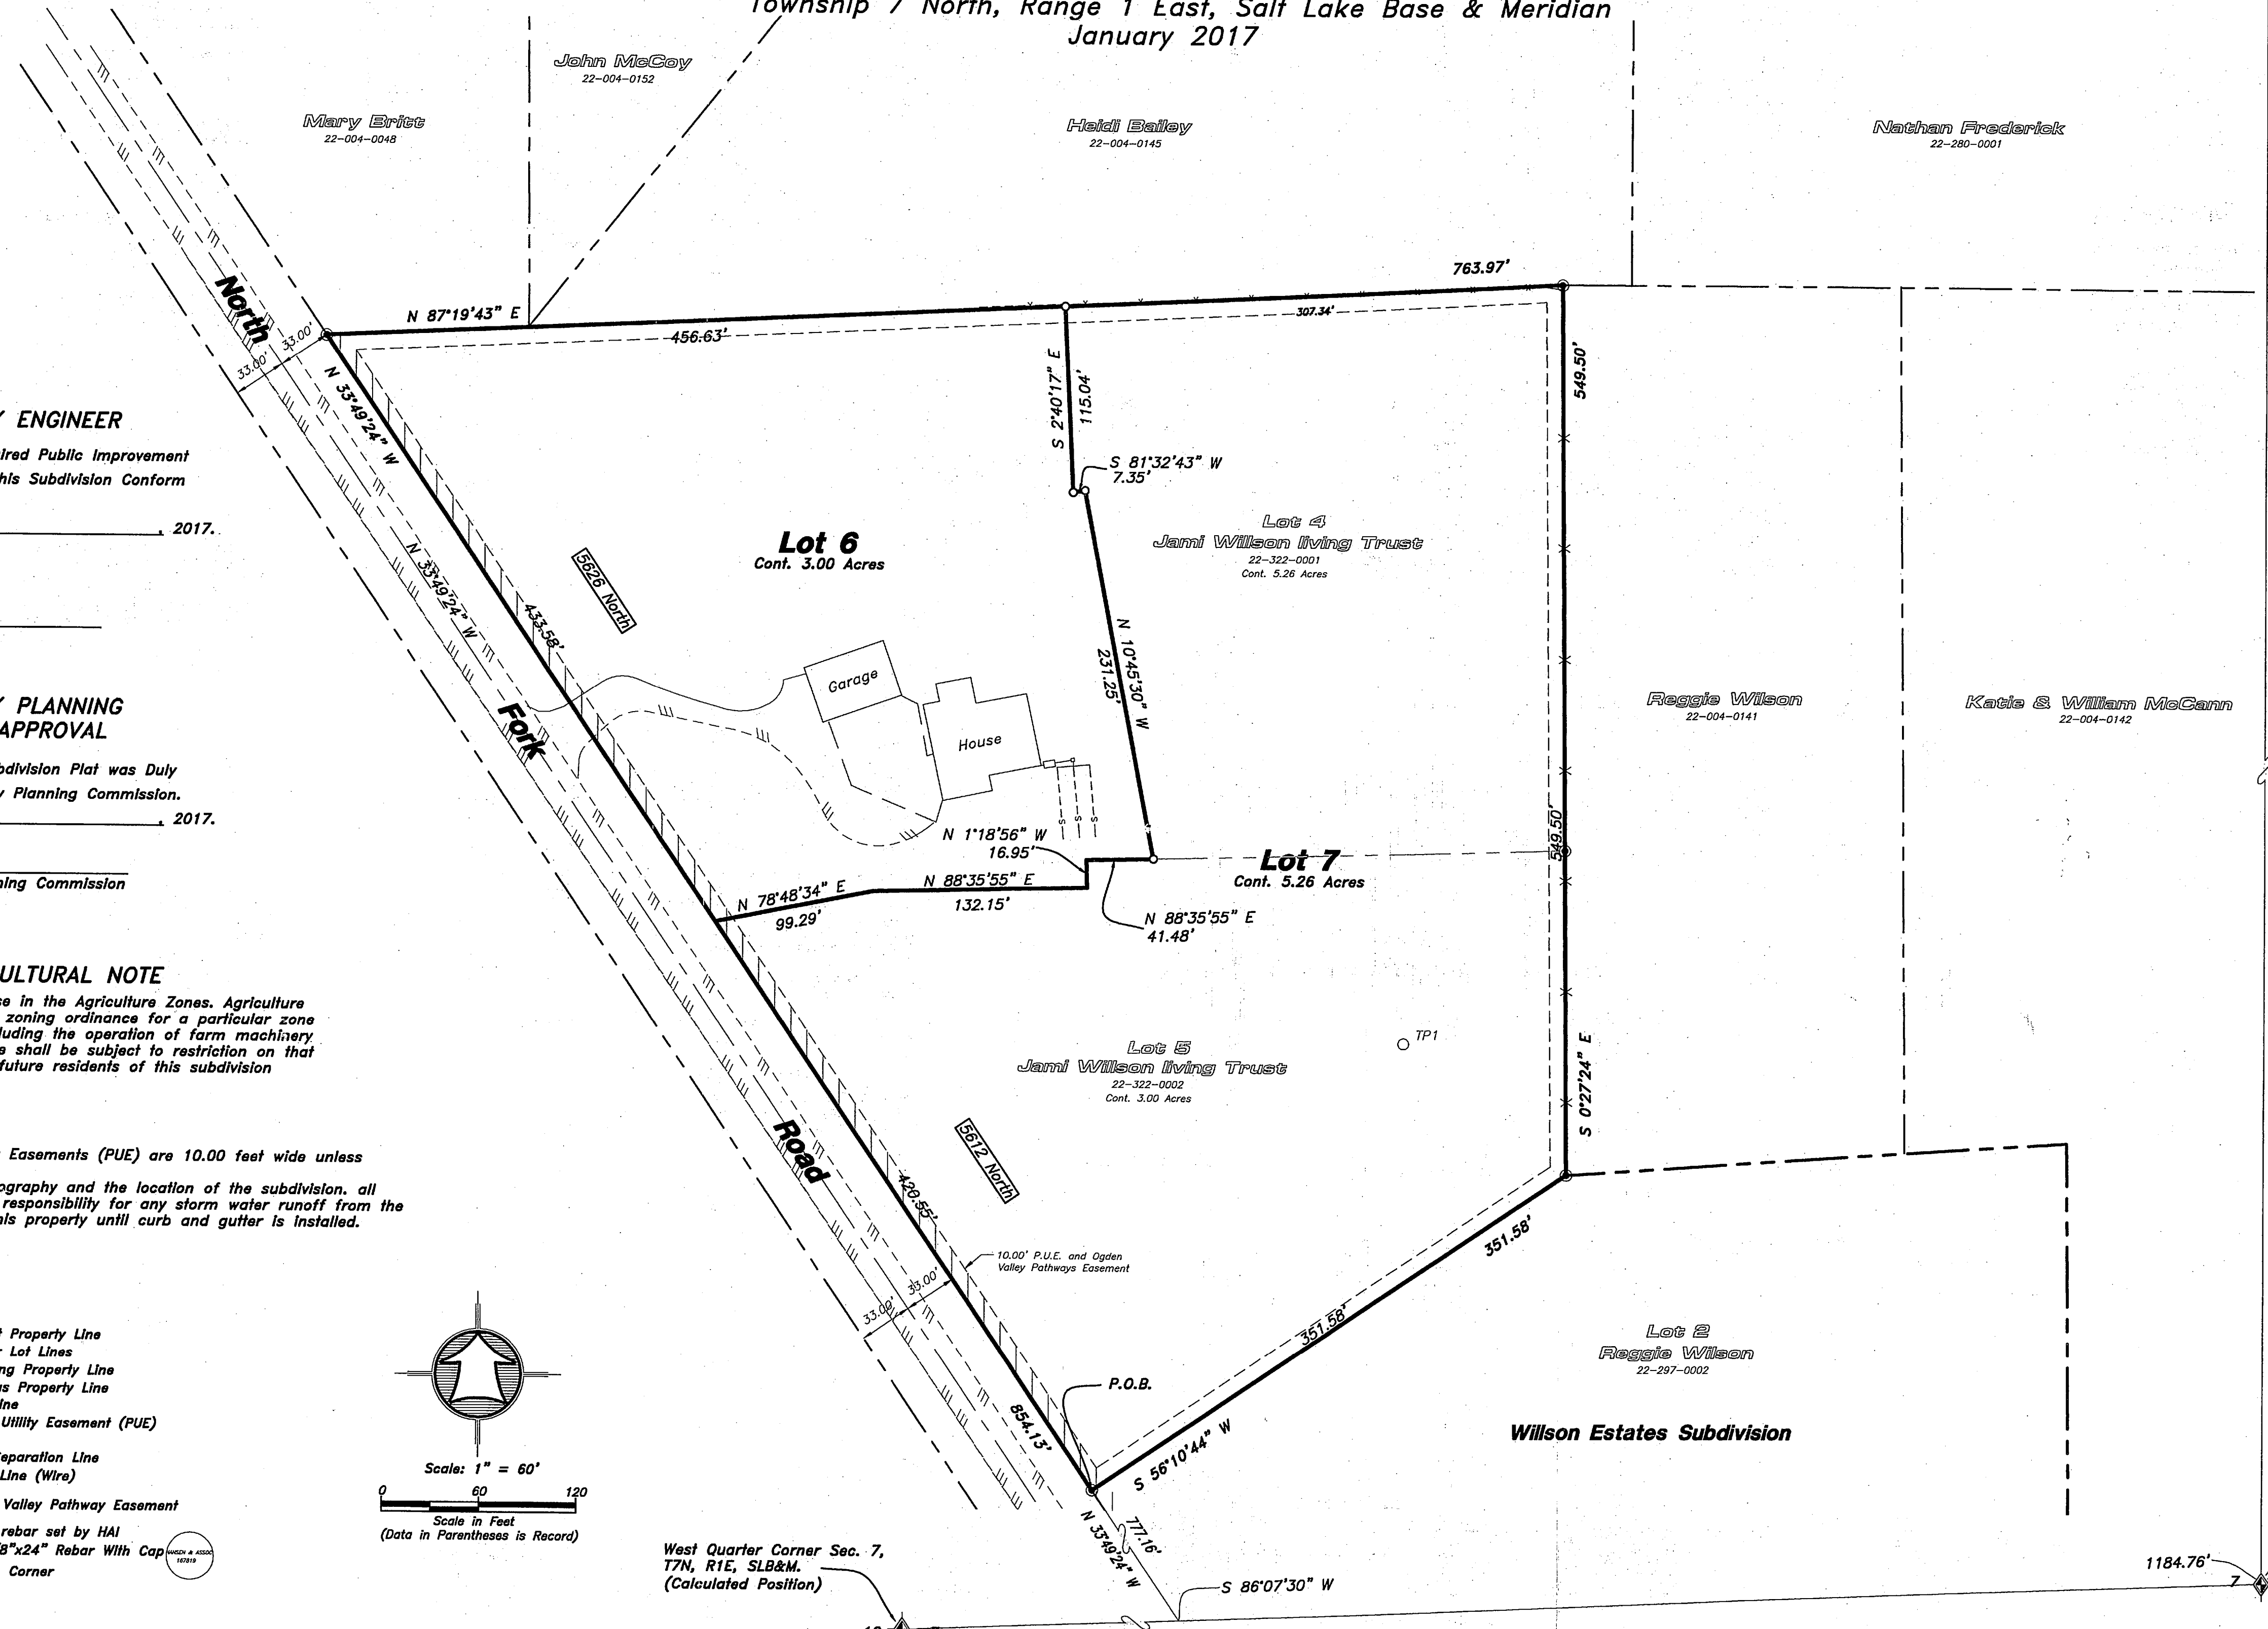 Township 7 North, Range 1 East, Salt Lake Base & Meridian
January 2017
John McCoy
22-004-0152
Mary Britt
22-004-0048
Heidi Bailey
22-004-0145
Nathan Frederick
22-280-0001
763.97'
N 87°19'43" E
456.63'
307.34'
North
33.00'
33.00'
N 33°49'24" W
S 2°40'17" E
115.04'
549.50'
S 81°32'43" W
7.35'
ENGINEER
ired Public Improvement
his Subdivision Conform
, 2017.
Lot 6
Cont. 3.00 Acres
Lot 4
Jami Willson living Trust
22-322-0001
Cont. 5.26 Acres
5626 North
N 33°49'24" W
433.58'
N 10°45'30" W
231.25'
Garage
House
Fork
Reggie Wilson
22-004-0141
Katie & William McCann
22-004-0142
Y PLANNING
APPROVAL
bdivision Plat was Duly
y Planning Commission.
, 2017.
ning Commission
N 1°18'56" W
16.95'
S
S
S
549.50'
Lot 7
Cont. 5.26 Acres
N 78°48'34" E
99.29'
N 88°35'55" E
132.15'
N 88°35'55" E
41.48'
ULTURAL NOTE
se in the Agriculture Zones. Agriculture
zoning ordinance for a particular zone
luding the operation of farm machinery
e shall be subject to restriction on that
future residents of this subdivision
TP1
Lot 5
Jami Willson living Trust
22-322-0002
Cont. 3.00 Acres
S 0°27'24" E
5612 North
Road
420.55'
Easements (PUE) are 10.00 feet wide unless
ography and the location of the subdivision. all
responsibility for any storm water runoff from the
his property until curb and gutter is installed.
10.00' P.U.E. and Ogden
Valley Pathways Easement
33.00'
33.00'
351.58'
351.58'
t Property Line
r Lot Lines
ng Property Line
us Property Line
ine
Utility Easement (PUE)
eparation Line
Line (Wire)
Valley Pathway Easement
rebar set by HAI
8"x24" Rebar With Cap
HANSEN & ASSOC
167819
Corner
Scale: 1" = 60'
0 60 120
Scale in Feet
(Data in Parentheses is Record)
P.O.B.
854.13'
S 56°10'44" W
Lot 2
Reggie Wilson
22-297-0002
Willson Estates Subdivision
N 33°49'24" W
777.16'
West Quarter Corner Sec. 7,
T7N, R1E, SLB&M.
(Calculated Position)
S 86°07'30" W
1184.76'
7